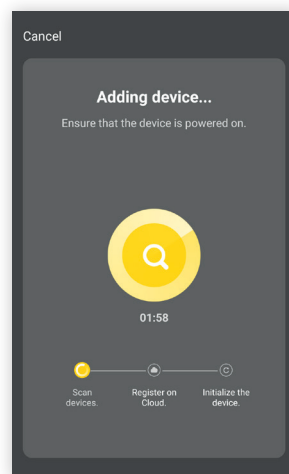 Cancel
Adding device...
Ensure that the device is powered on.
01:58
Scan devices.
Register on Cloud.
Initialize the device.